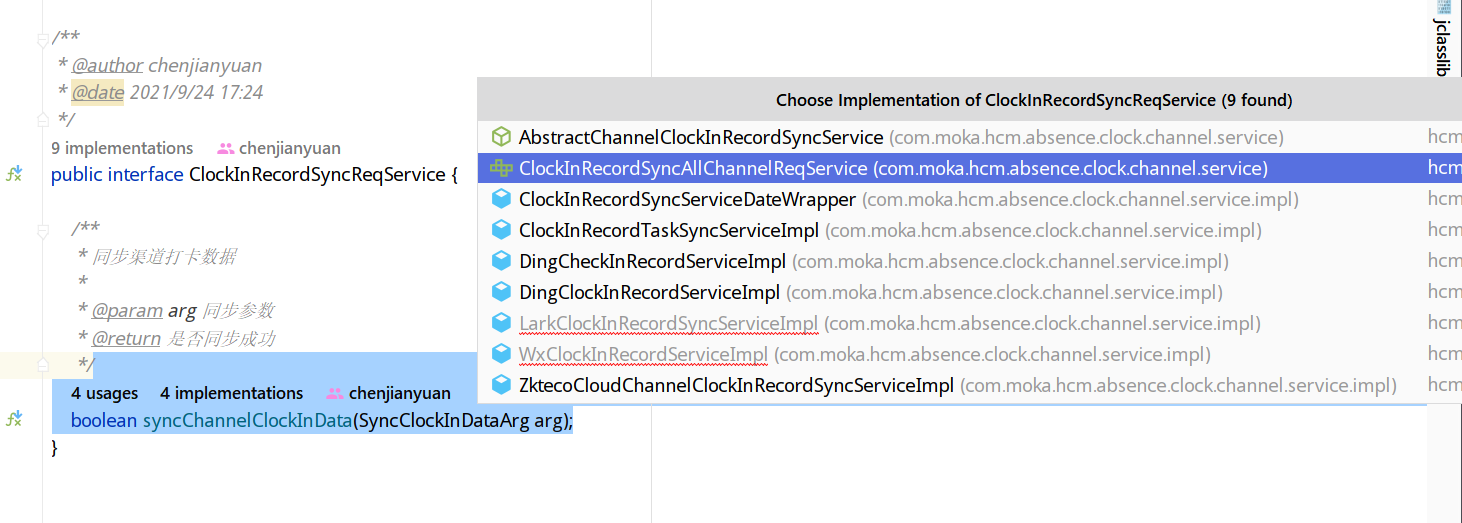 /**
* @author chenjianyuan
* @date 2021/9/24 17:24
*/
9 implementations chenjianyuan
public interface ClockInRecordSyncReqService {
/**
* 同步渠道打卡数据
*
* @param arg 同步参数
* @return 是否同步成功
*/
4 usages 4 implementations chenjianyuan
boolean syncChannelClockInData(SyncClockInDataArg arg);
}
Choose Implementation of ClockInRecordSyncReqService (9 found)
AbstractChannelClockInRecordSyncService (com.moka.hcm.absence.clock.channel.service) hcm
ClockInRecordSyncAllChannelReqService (com.moka.hcm.absence.clock.channel.service) hcm
ClockInRecordSyncServiceDateWrapper (com.moka.hcm.absence.clock.channel.service.impl) hcm
ClockInRecordTaskSyncServiceImpl (com.moka.hcm.absence.clock.channel.service.impl) hcm
DingCheckInRecordServiceImpl (com.moka.hcm.absence.clock.channel.service.impl) hcm
DingClockInRecordServiceImpl (com.moka.hcm.absence.clock.channel.service.impl) hcm
LarkClockInRecordSyncServiceImpl (com.moka.hcm.absence.clock.channel.service.impl) hcm
WxClockInRecordServiceImpl (com.moka.hcm.absence.clock.channel.service.impl) hcm
ZktecoCloudChannelClockInRecordSyncServiceImpl (com.moka.hcm.absence.clock.channel.service.impl) hcm
jclasslib